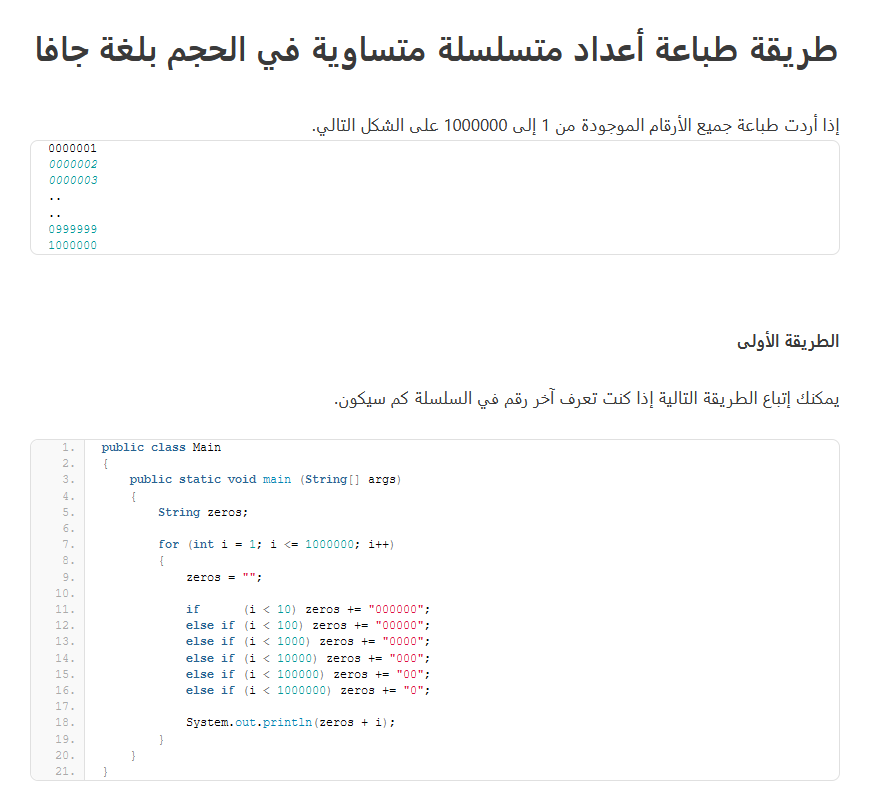 طريقة طباعة أعداد متسلسلة متساوية في الحجم بلغة جافا
إذا أردت طباعة جميع الأرقام الموجودة من 1 إلى 1000000 على الشكل التالي.
0000001
0000002
0000003
..
..
0999999
1000000
الطريقة الأولى
يمكنك إتباع الطريقة التالية إذا كنت تعرف آخر رقم في السلسلة كم سيكون.
1. public class Main
2. {
3.     public static void main (String[] args)
4.     {
5.         String zeros;
6.
7.         for (int i = 1; i <= 1000000; i++)
8.         {
9.             zeros = "";
10.
11.             if      (i < 10) zeros += "000000";
12.             else if (i < 100) zeros += "00000";
13.             else if (i < 1000) zeros += "0000";
14.             else if (i < 10000) zeros += "000";
15.             else if (i < 100000) zeros += "00";
16.             else if (i < 1000000) zeros += "0";
17.
18.             System.out.println(zeros + i);
19.         }
20.     }
21. }